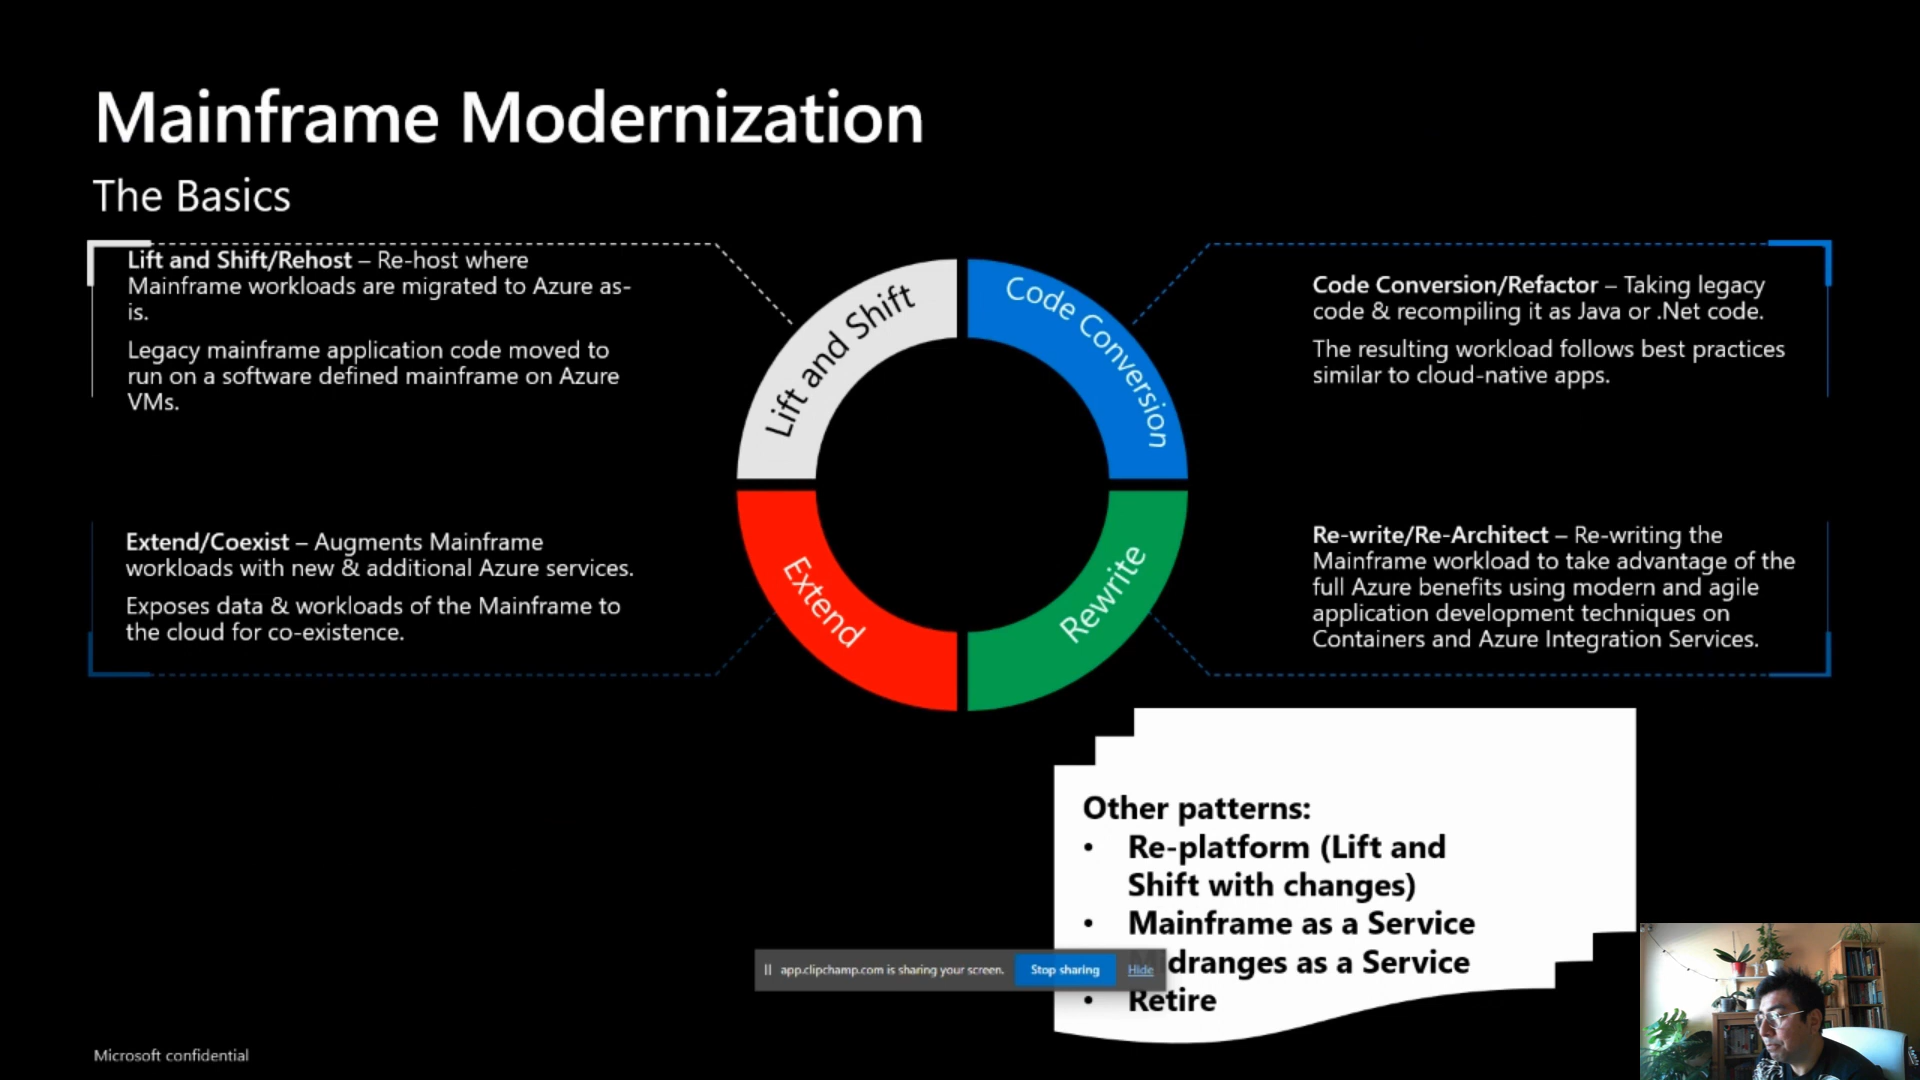 Mainframe Modernization
The Basics
Lift and Shift/Rehost – Re-host where
Mainframe workloads are migrated to Azure as-
is.
Legacy mainframe application code moved to
run on a software defined mainframe on Azure
VMs.
Extend/Coexist – Augments Mainframe
workloads with new & additional Azure services.
Exposes data & workloads of the Mainframe to
the cloud for co-existence.
Lift and Shift
Code Conversion
Extend
Rewrite
Code Conversion/Refactor – Taking legacy
code & recompiling it as Java or .Net code.
The resulting workload follows best practices
similar to cloud-native apps.
Re-write/Re-Architect – Re-writing the
Mainframe workload to take advantage of the
full Azure benefits using modern and agile
application development techniques on
Containers and Azure Integration Services.
Other patterns:
• Re-platform (Lift and
Shift with changes)
• Mainframe as a Service
dranges as a Service
• Retire
app.clipchamp.com is sharing your screen.
Stop sharing
Hide
Microsoft confidential